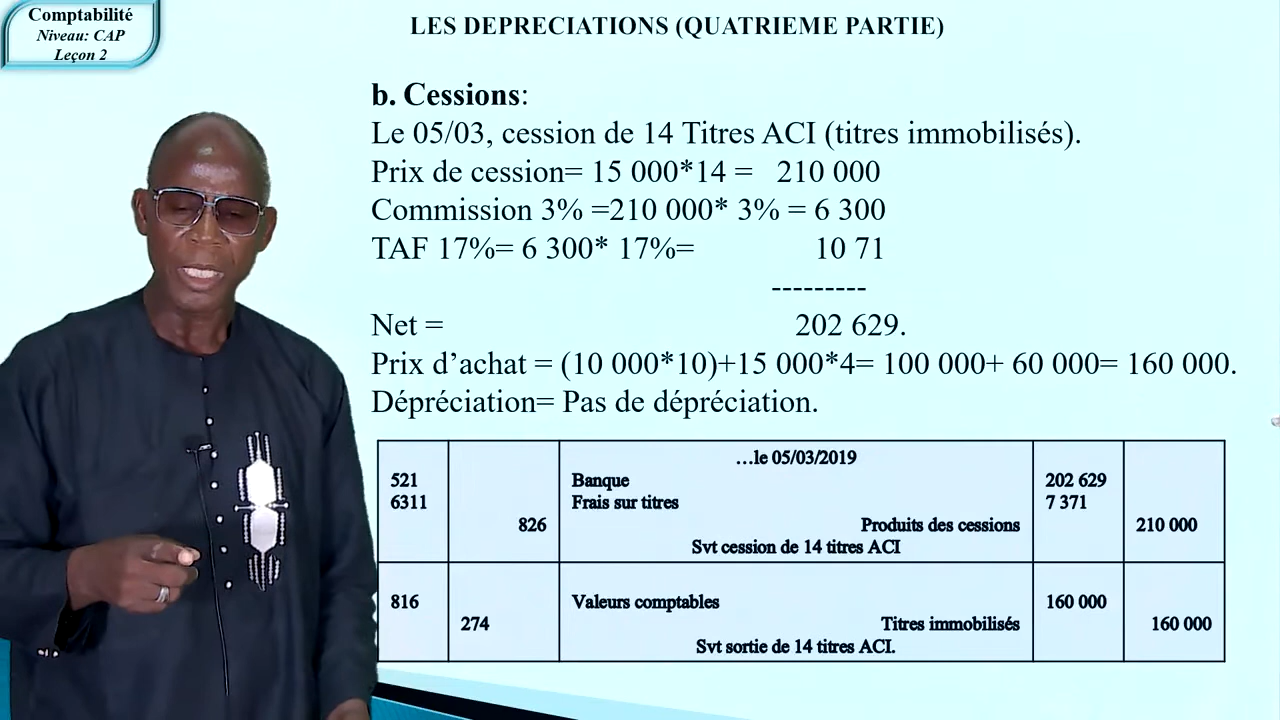 Comptabilité
Niveau: CAP
Leçon 2
LES DEPRECIATIONS (QUATRIEME PARTIE)
b. Cessions:
Le 05/03, cession de 14 Titres ACI (titres immobilisés).
Prix de cession= 15 000*14 = 210 000
Commission 3% =210 000* 3% = 6 300
TAF 17%= 6 300* 17%= 10 71
---------
Net = 202 629.
Prix d’achat = (10 000*10)+15 000*4= 100 000+ 60 000= 160 000.
Dépréciation= Pas de dépréciation.
…le 05/03/2019
521 Banque 202 629
6311 Frais sur titres 7 371
826 Produits des cessions 210 000
Svt cession de 14 titres ACI
816 Valeurs comptables 160 000
274 Titres immobilisés 160 000
Svt sortie de 14 titres ACI.